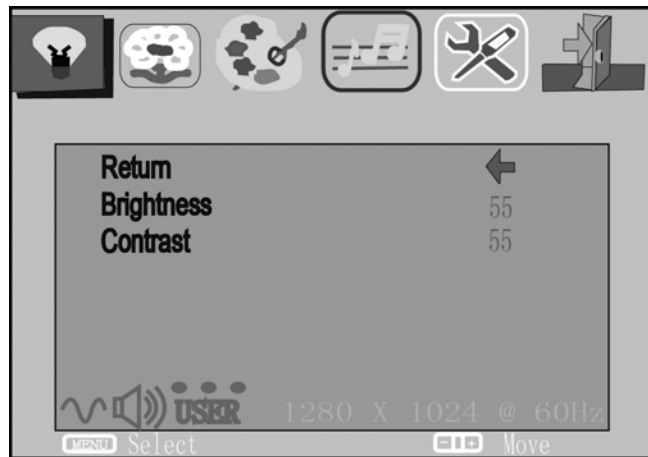 Return
Brightness 55
Contrast 55
USER 1280 X 1024 @ 60Hz
MENU Select - + Move